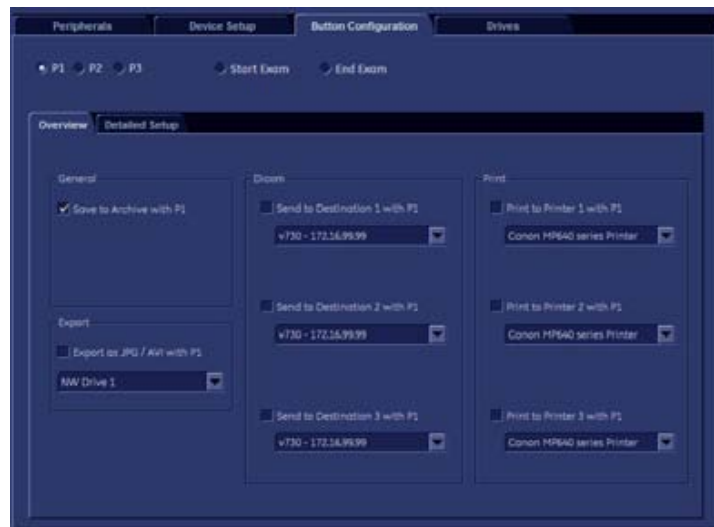 Peripherals Device Setup Button Configuration Drives
P1 P2 P3 Start Exam End Exam
Overview Detailed Setup
General
Save to Archive with P1
Export
Export as JPG / AVI with P1
NW Drive 1
Dicom
Send to Destination 1 with P1
v730 - 172.16.99.99
Send to Destination 2 with P1
v730 - 172.16.99.99
Send to Destination 3 with P1
v730 - 172.16.99.99
Print
Print to Printer 1 with P1
Canon MP640 series Printer
Print to Printer 2 with P1
Canon MP640 series Printer
Print to Printer 3 with P1
Canon MP640 series Printer